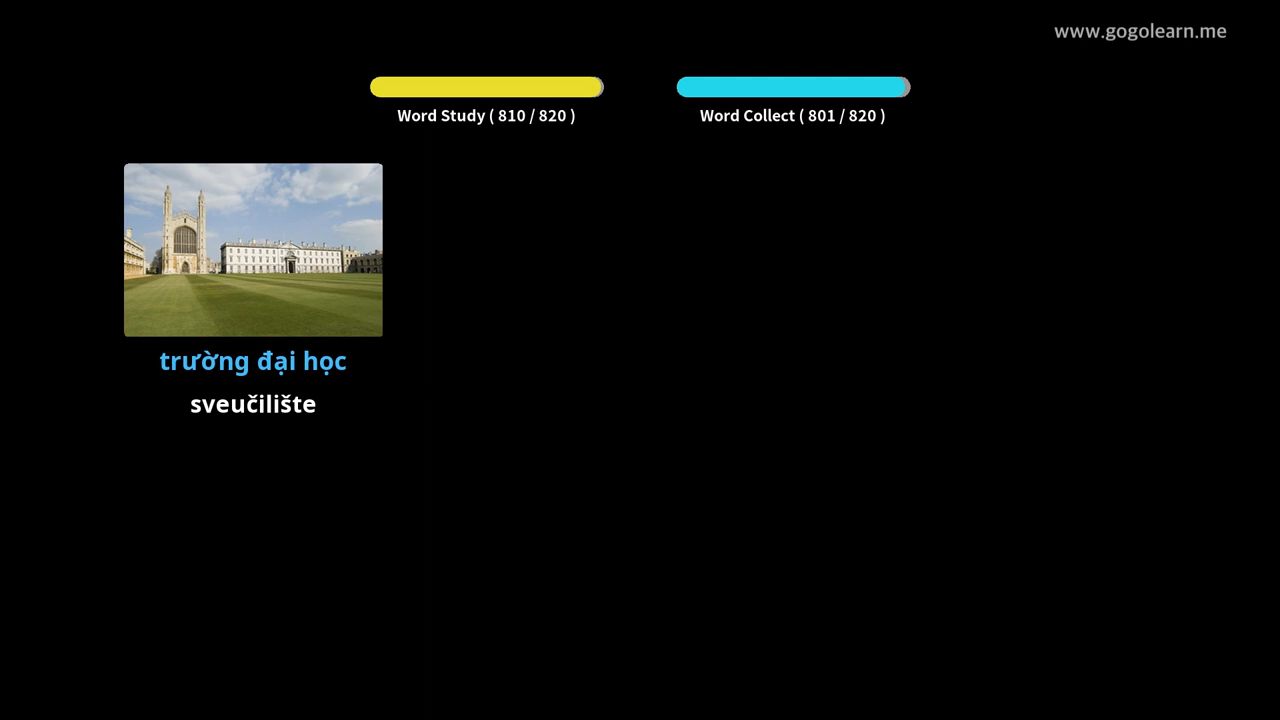 www.gogolearn.me
Word Study ( 810 / 820 )
Word Collect ( 801 / 820 )
trường đại học
sveučilište